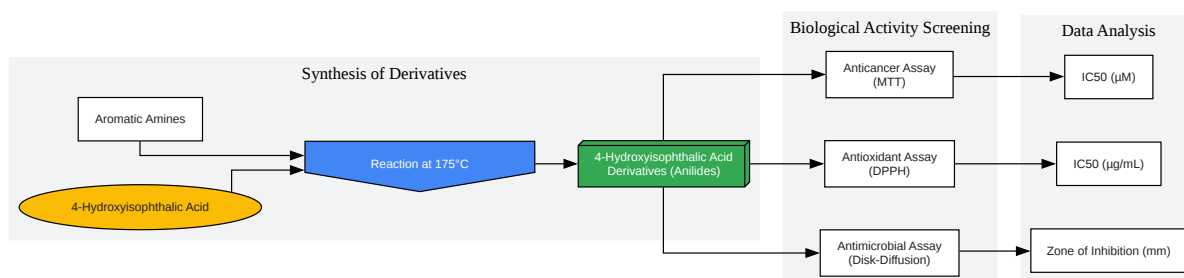 Biological Activity Screening
Data Analysis
Synthesis of Derivatives
Anticancer Assay
(MTT)
IC50 (µM)
Aromatic Amines
Reaction at 175°C
4-Hydroxyisophthalic Acid
Derivatives (Anilides)
Antioxidant Assay
(DPPH)
IC50 (µg/mL)
4-Hydroxyisophthalic Acid
Antimicrobial Assay
(Disk-Diffusion)
Zone of Inhibition (mm)